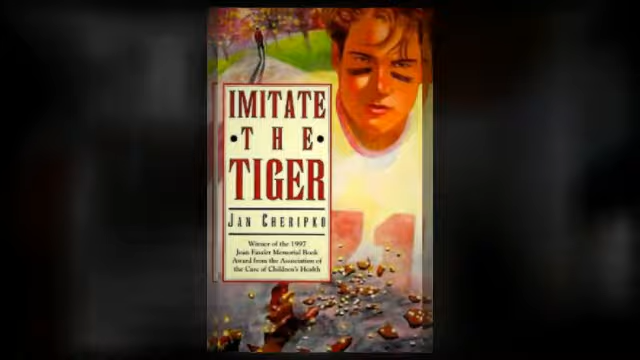 IMITATE
• T H E •
TIGER
JAN CHERIPKO
Winner of the 1997
Joan Fassler Memorial Book
Award from the Association of
the Care of Children's Health